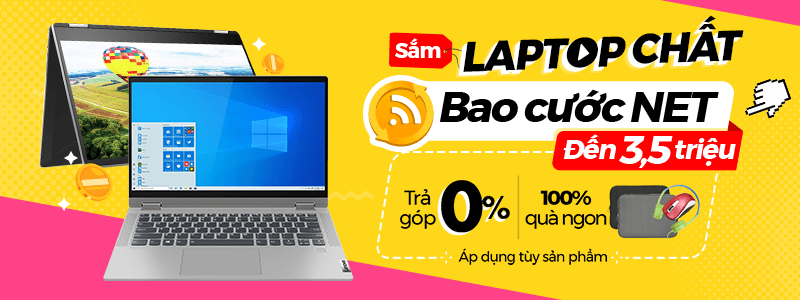 Sắm
LAPTOP CHẤT
Bao cước NET
Đến 3,5 triệu
Trả góp 0%
100%
quà ngon
Áp dụng tùy sản phẩm